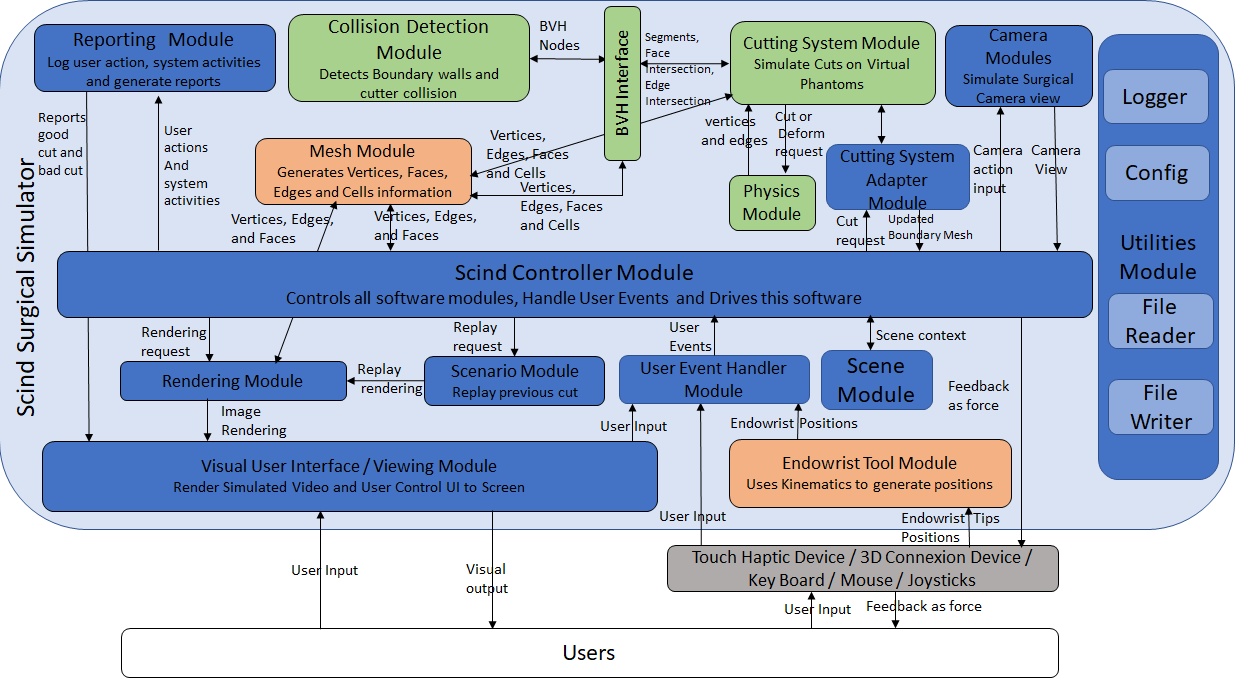 Scind Surgical Simulator
Reporting Module
Log user action, system activities
and generate reports
Collision Detection
Module
Detects Boundary walls and
cutter collision
BVH
Nodes
BVH Interface
Segments,
Face
Intersection,
Edge
Intersection
Cutting System Module
Simulate Cuts on Virtual
Phantoms
Camera
Modules
Simulate Surgical
Camera view
Logger
Config
Utilities
Module
File
Reader
File
Writer
Reports
good
cut and
bad cut
User
actions
And
system
activities
Mesh Module
Generates Vertices, Faces,
Edges and Cells information
Vertices,
Edges, Faces
and Cells
Vertices,
Edges, Faces
and Cells
vertices
and edges
Cut or
Deform
request
Physics
Module
Cutting System
Adapter
Module
Camera
action
input
Camera
View
Vertices, Edges,
and Faces
Vertices, Edges,
and Faces
Cut
request
Updated
Boundary Mesh
Scind Controller Module
Controls all software modules, Handle User Events and Drives this software
Rendering
request
Replay
request
User
Events
Scene context
Rendering Module
Replay
rendering
Scenario Module
Replay previous cut
User Event Handler
Module
Scene
Module
Feedback
as force
Image
Rendering
User Input
Endowrist Positions
Visual User Interface / Viewing Module
Render Simulated Video and User Control UI to Screen
Endowrist Tool Module
Uses Kinematics to generate positions
User Input
Endowrist Tips
Positions
Touch Haptic Device / 3D Connexion Device /
Key Board / Mouse / Joysticks
User Input
Visual
output
User Input
Feedback as force
Users